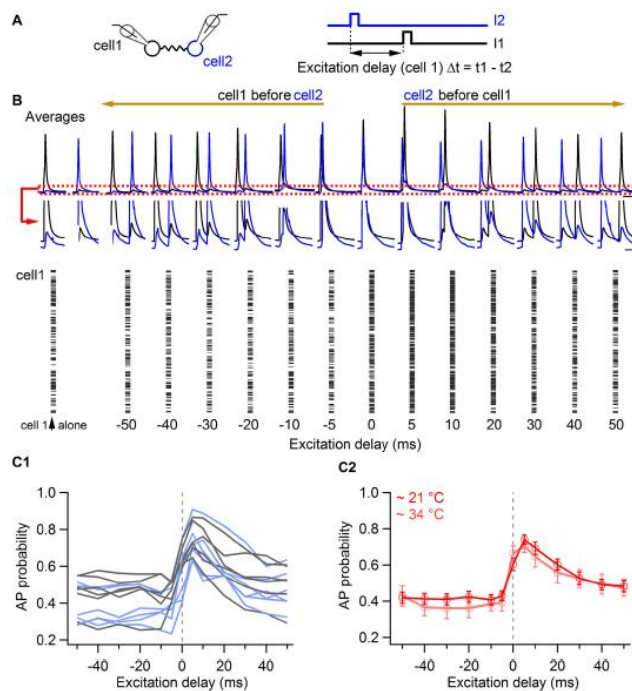 A
cell1
cell2
I2
I1
Excitation delay (cell 1) Δt = t1 - t2
B
cell1 before cell2
cell2 before cell1
Averages
cell1
cell 1 alone
-50 -40 -30 -20 -10 -5 0 5 10 20 30 40 50
Excitation delay (ms)
C1
1.0
0.8
0.6
0.4
0.2
AP probability
-40 -20 0 20 40
Excitation delay (ms)
C2
~ 21 °C
~ 34 °C
1.0
0.8
0.6
0.4
0.2
AP probability
-40 -20 0 20 40
Excitation delay (ms)